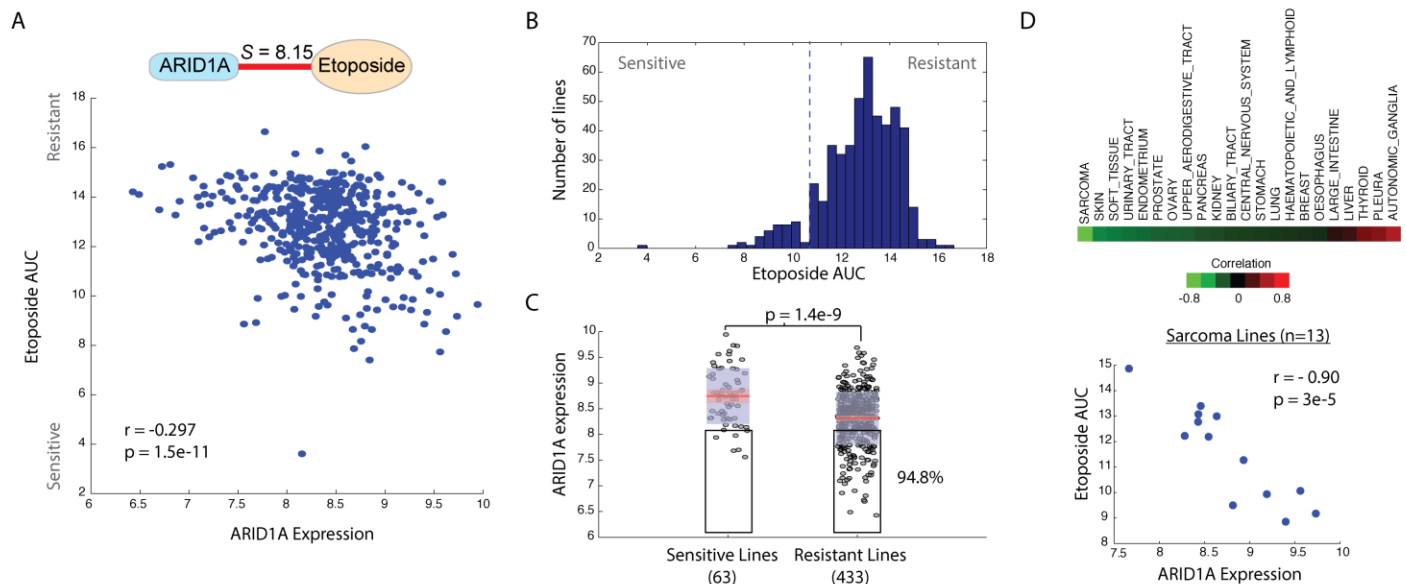 A
ARID1A
S = 8.15
Etoposide
Resistant
Etoposide AUC
Sensitive
18
16
14
12
10
8
6
4
2
r = -0.297
p = 1.5e-11
6 6.5 7 7.5 8 8.5 9 9.5 10
ARID1A Expression
B
Number of lines
70
60
50
40
30
20
10
0
Sensitive
Resistant
2 4 6 8 10 12 14 16 18
Etoposide AUC
C
p = 1.4e-9
ARID1A expression
10
9.5
9
8.5
8
7.5
7
6.5
6
94.8%
Sensitive Lines
(63)
Resistant Lines
(433)
D
SARCOMA
SKIN
SOFT_TISSUE
URINARY_TRACT
ENDOMETRIUM
PROSTATE
OVARY
UPPER_AERODIGESTIVE_TRACT
PANCREAS
KIDNEY
BILIARY_TRACT
CENTRAL_NERVOUS_SYSTEM
STOMACH
LUNG
HAEMATOPOIETIC_AND_LYMPHOID
BREAST
OESOPHAGUS
LARGE_INTESTINE
LIVER
THYROID
PLEURA
AUTONOMIC_GANGLIA
Correlation
-0.8 0 0.8
Sarcoma Lines (n=13)
r = - 0.90
p = 3e-5
Etoposide AUC
15
14
13
12
11
10
9
8
7.5 8 8.5 9 9.5 10
ARID1A Expression